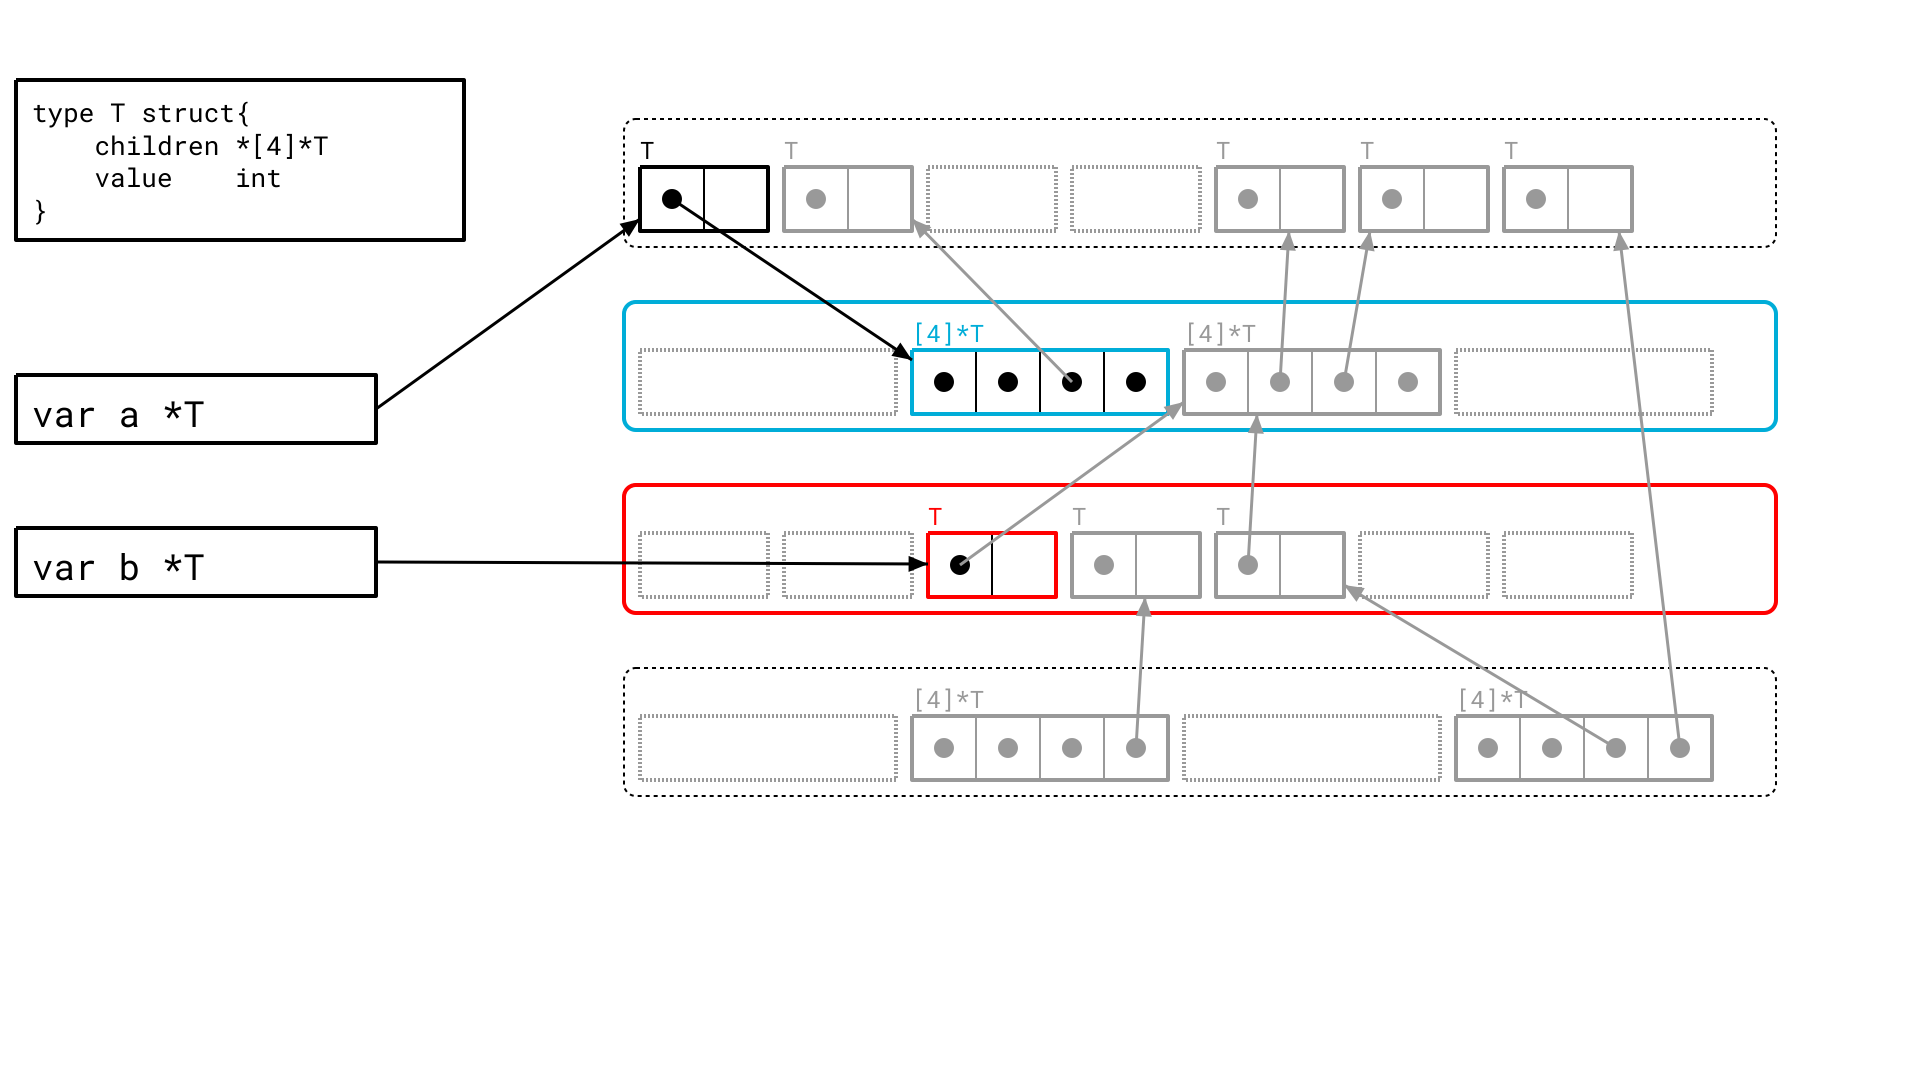 type T struct{
    children *[4]*T
    value    int
}
var a *T
var b *T
T T T T T
[4]*T [4]*T
T T T
[4]*T [4]*T